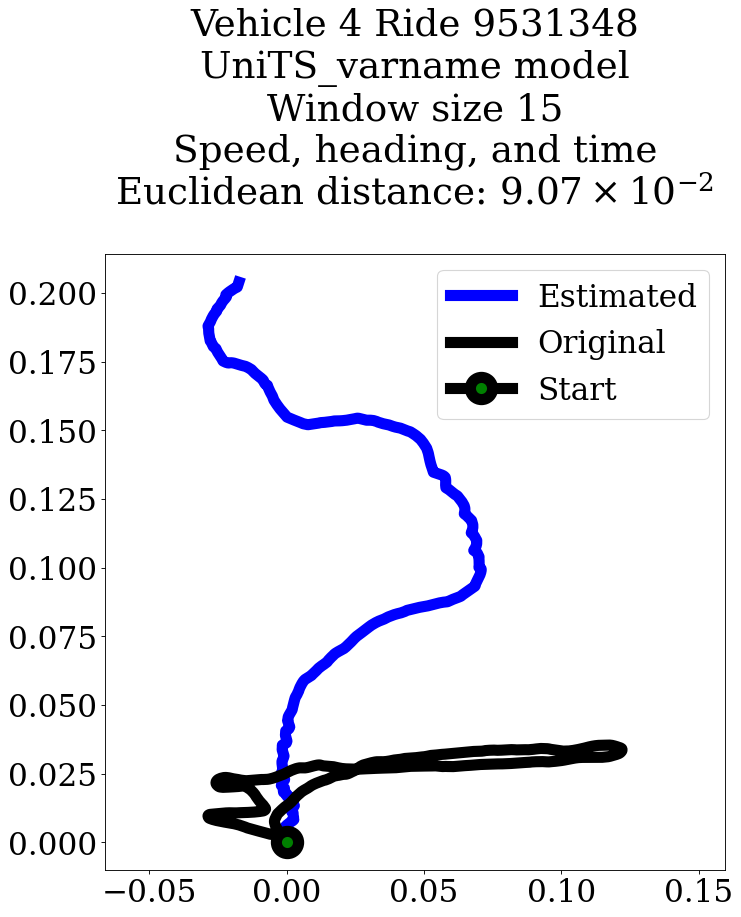 Vehicle 4 Ride 9531348
UniTS_varname model
Window size 15
Speed, heading, and time
Euclidean distance: 9.07 × 10⁻²
Estimated
Original
Start
0.200
0.175
0.150
0.125
0.100
0.075
0.050
0.025
0.000
−0.05 0.00 0.05 0.10 0.15